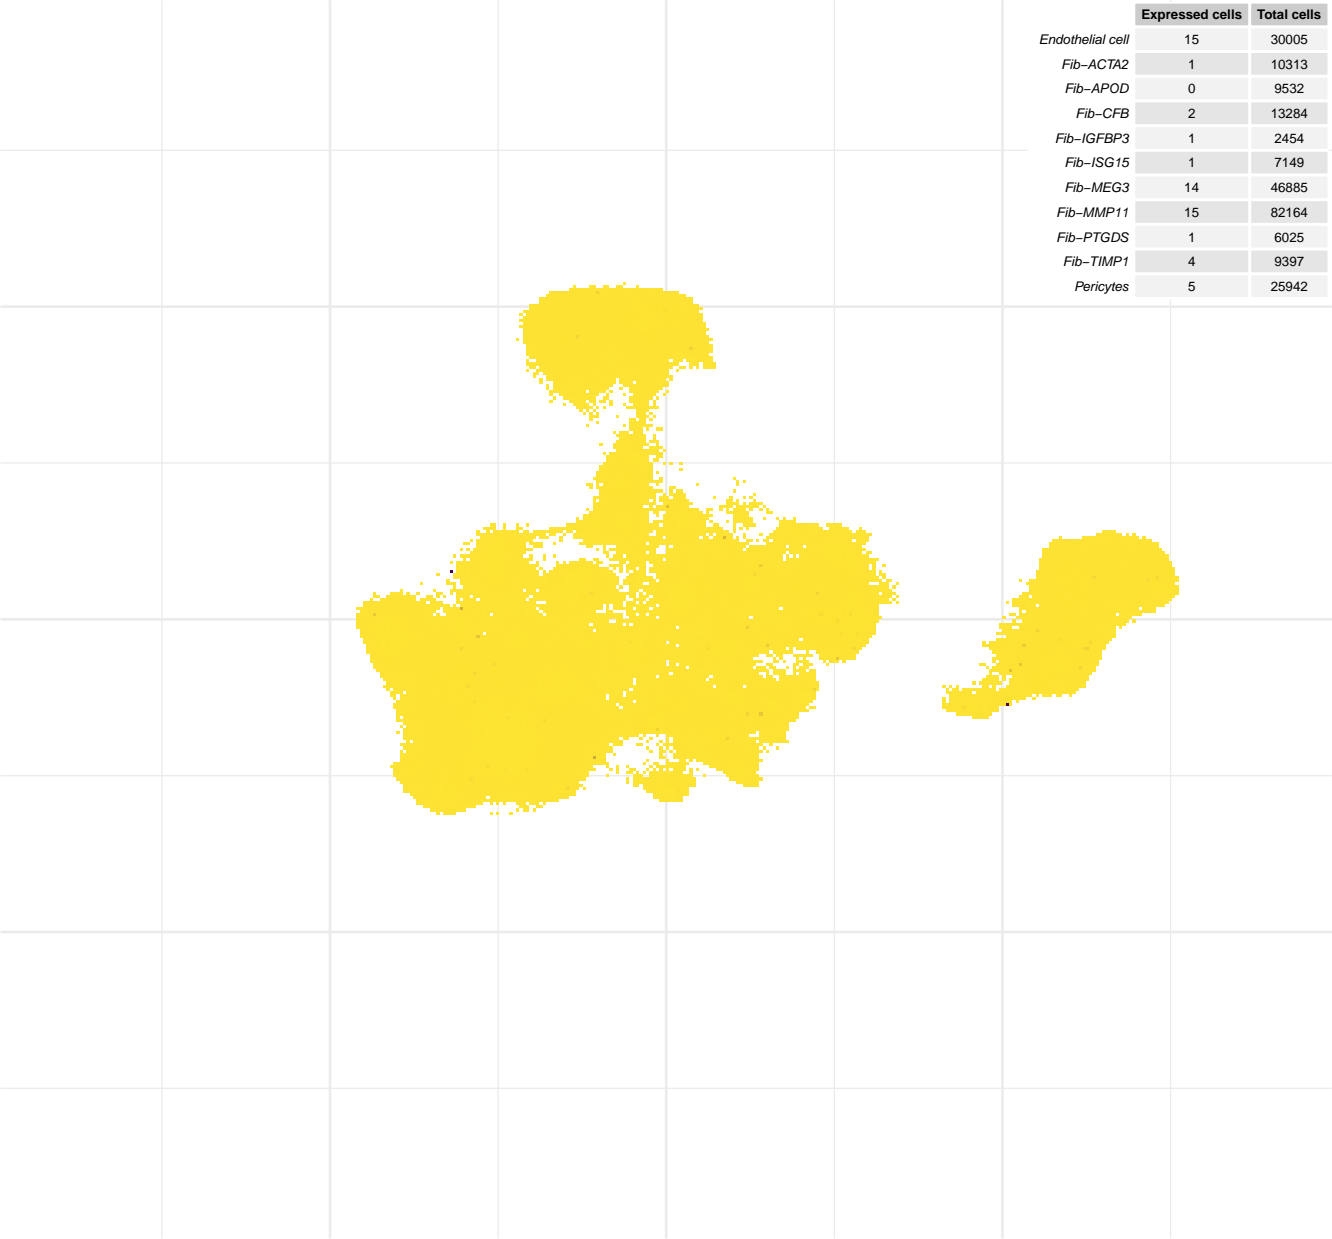 Expressed cells Total cells
Endothelial cell 15 30005
Fib−ACTA2 1 10313
Fib−APOD 0 9532
Fib−CFB 2 13284
Fib−IGFBP3 1 2454
Fib−ISG15 1 7149
Fib−MEG3 14 46885
Fib−MMP11 15 82164
Fib−PTGDS 1 6025
Fib−TIMP1 4 9397
Pericytes 5 25942